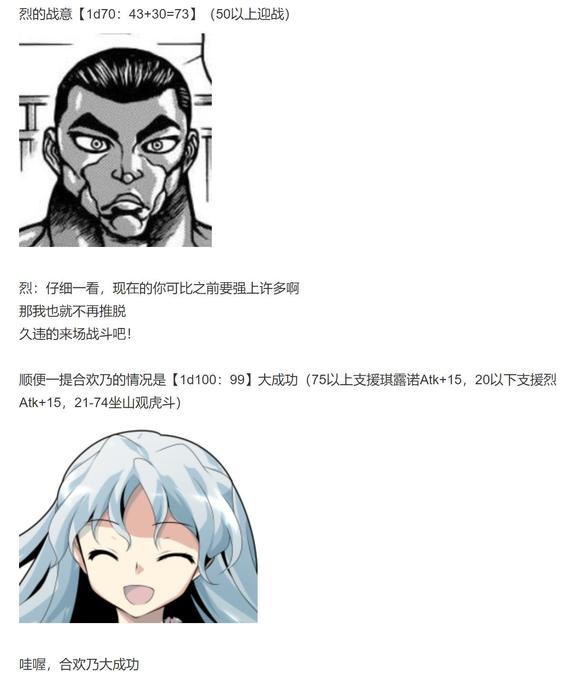 烈的战意【1d70：43+30=73】（50以上迎战）
烈：仔细一看，现在的你可比之前要强上许多啊
那我也就不再推脱
久违的来场战斗吧！
顺便一提合欢乃的情况是【1d100：99】大成功（75以上支援琪露诺Atk+15，20以下支援烈
Atk+15，21-74坐山观虎斗）
哇喔，合欢乃大成功